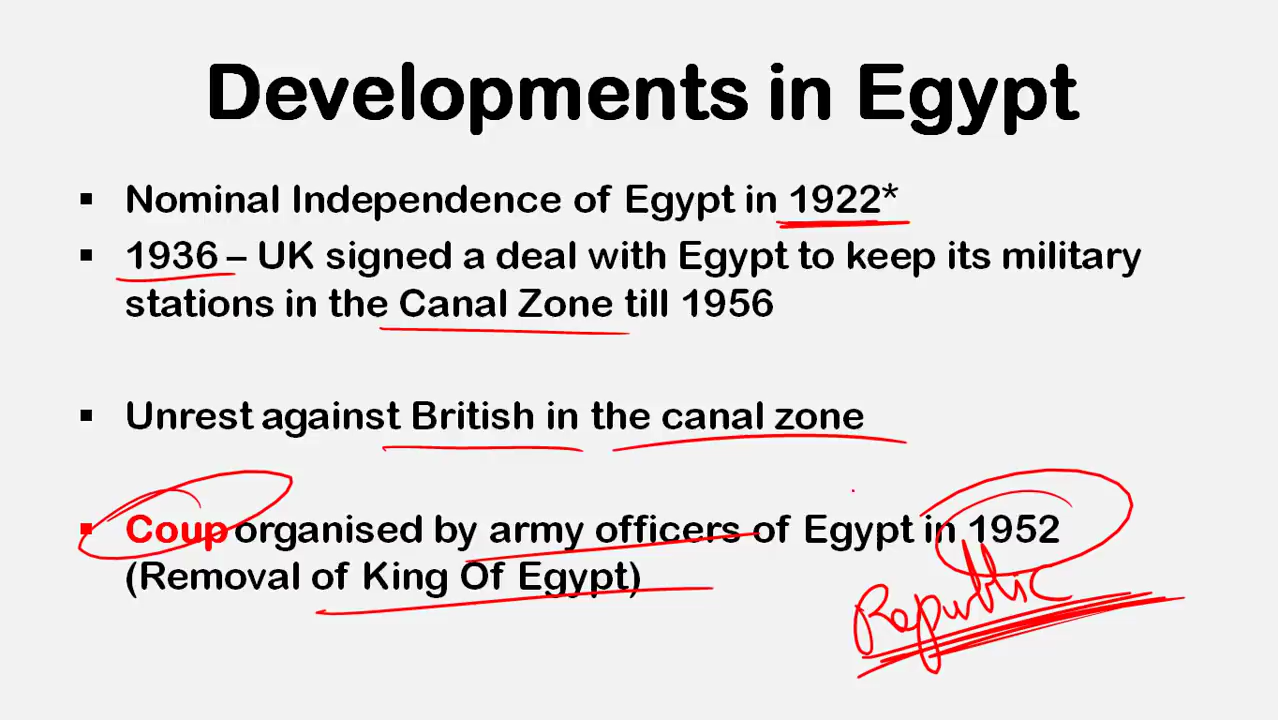 Developments in Egypt
▪ Nominal Independence of Egypt in 1922*
▪ 1936 – UK signed a deal with Egypt to keep its military
stations in the Canal Zone till 1956
▪ Unrest against British in the canal zone
▪ Coup organised by army officers of Egypt in 1952
(Removal of King Of Egypt)
Republic